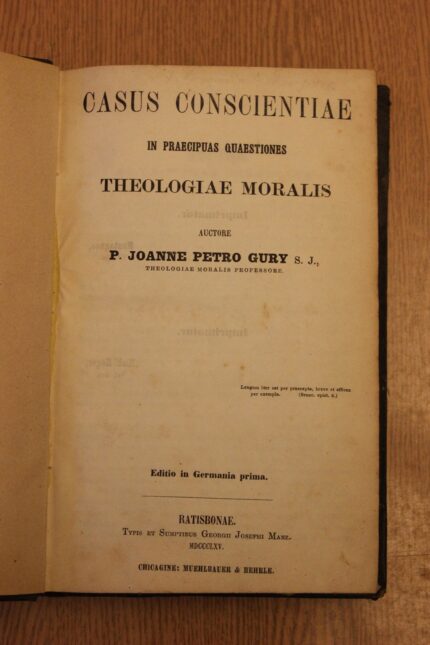 CASUS CONSCIENTIAE
IN PRAECIPUAS QUAESTIONES
THEOLOGIAE MORALIS
AUCTORE
P. JOANNE PETRO GURY S. J.,
THEOLOGIAE MORALIS PROFESSORE.
Longum iter est per praecepta, breve et efficax
per exempla. (Senec. epist. 6.)
Editio in Germania prima.
RATISBONAE.
TYPIS ET SUMPTIBUS GEORGII JOSEPHI MANZ.
MDCCCLXV.
CHICAGINE: MUEHLBAUER & BEHRLE.